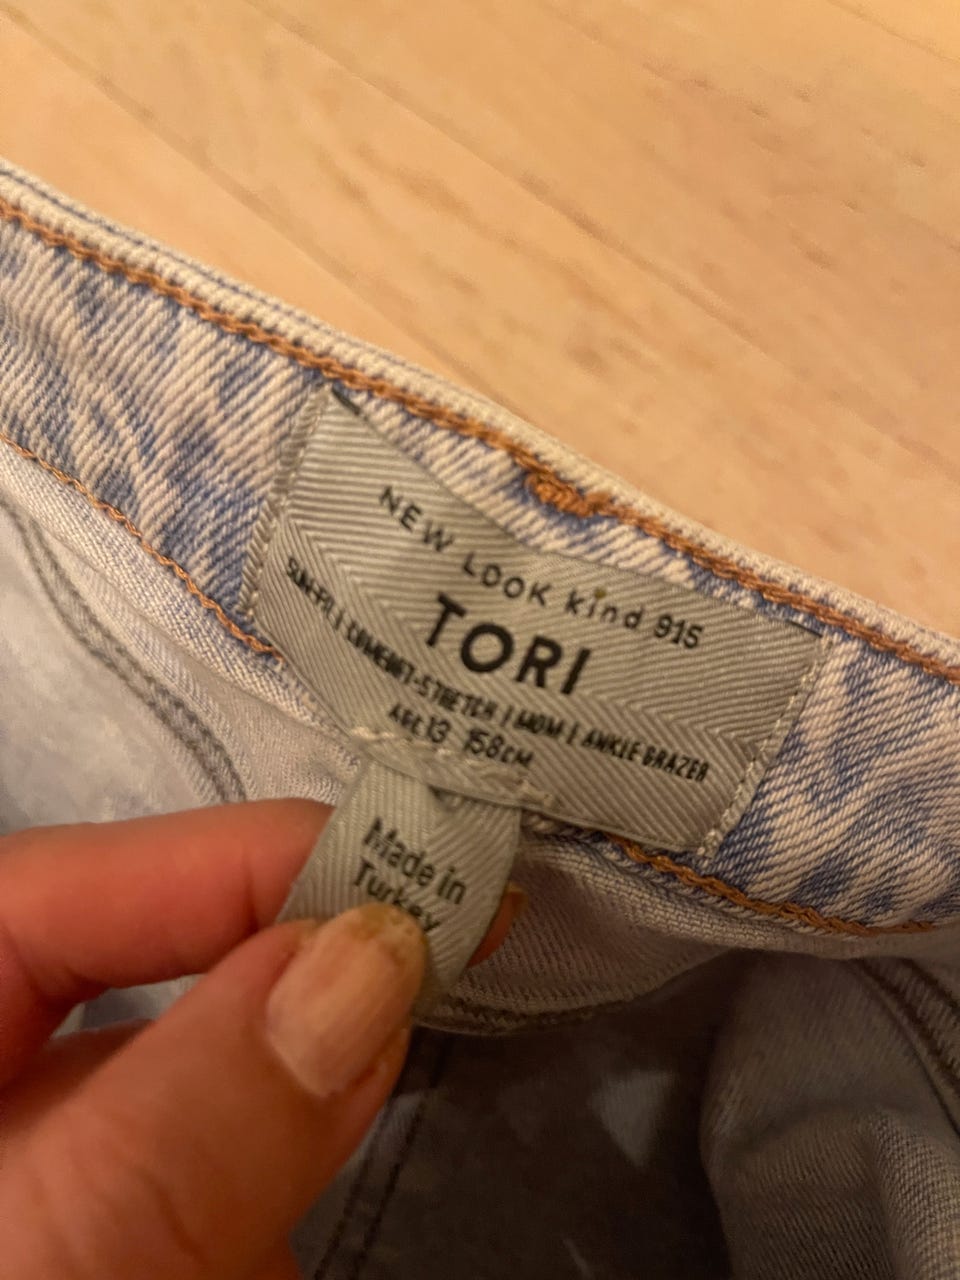 NEW LOOK kind 915
TORI
SLIM FIT | COMFORT-STRETCH | MOM | ANKLE GRAZER
AGE 13 158CM
Made in
Turkey